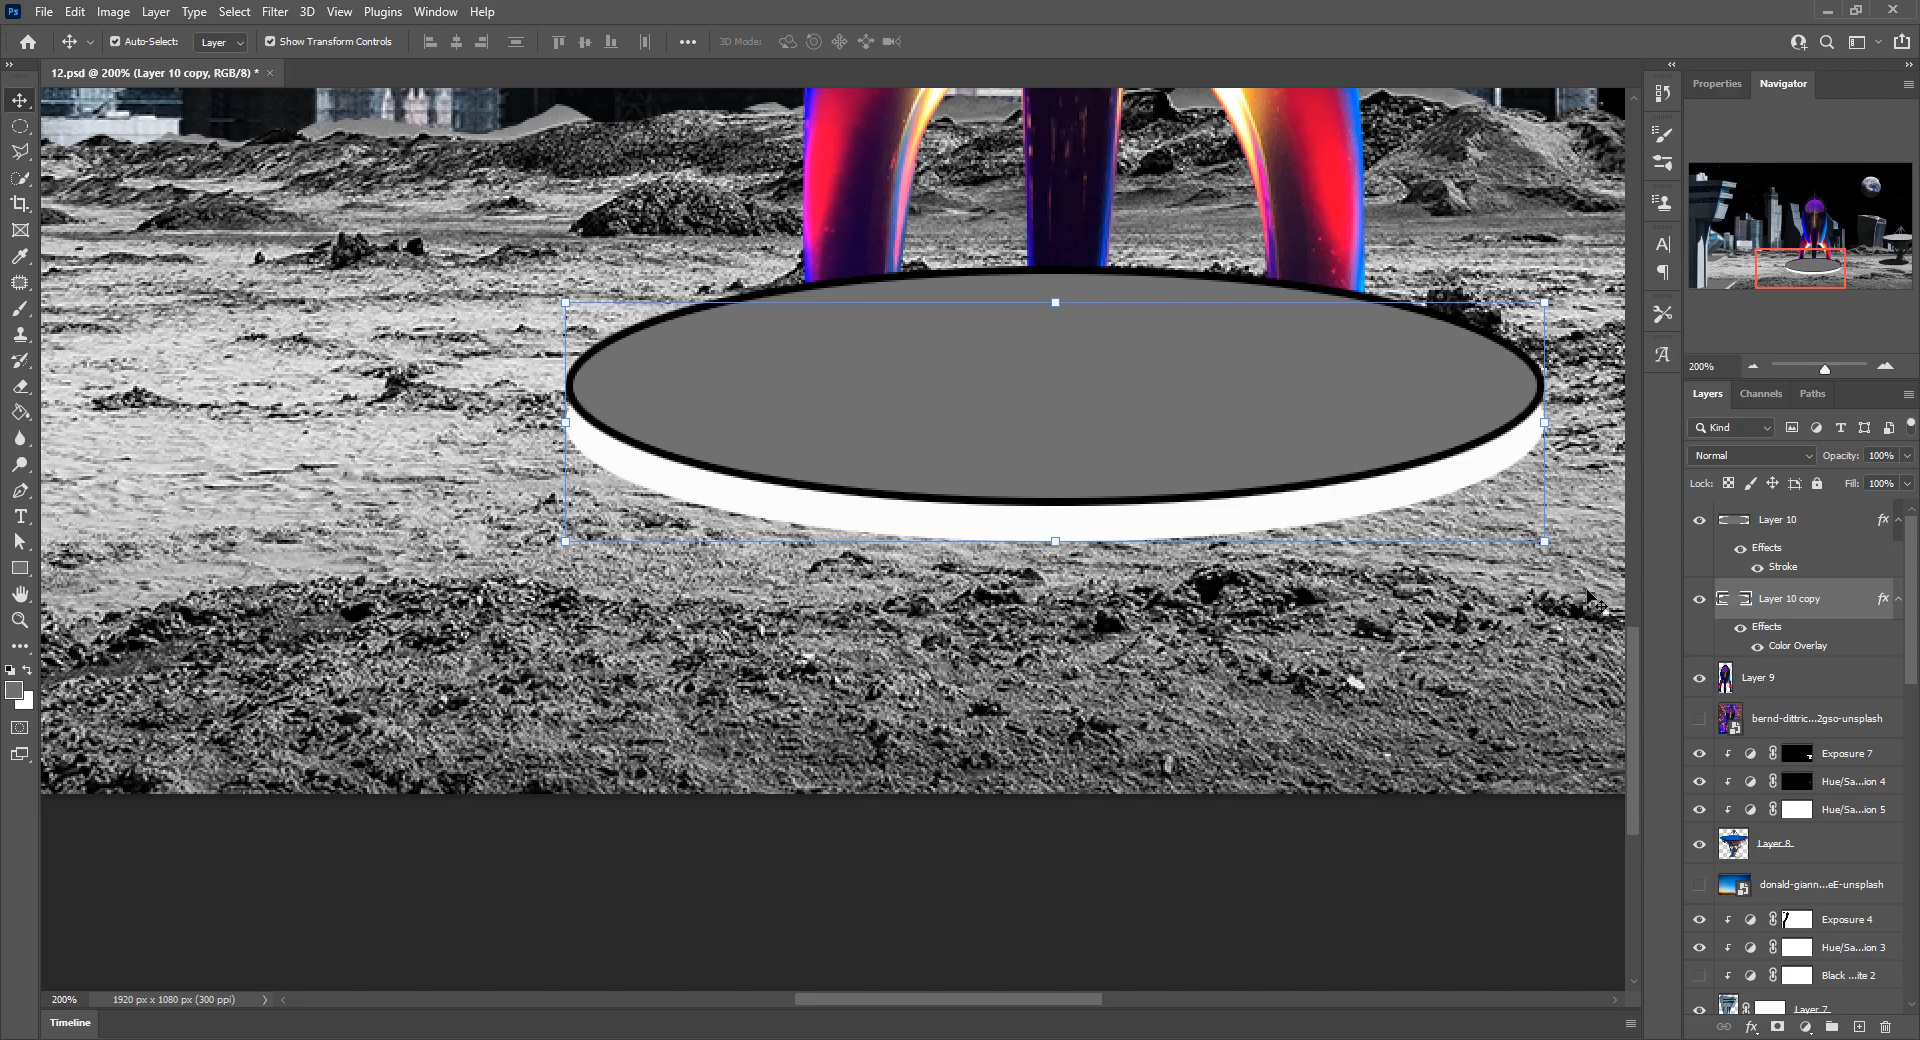 Ps File Edit Image Layer Type Select Filter 3D View Plugins Window Help
Auto-Select: Layer Show Transform Controls 3D Mode:
12.psd @ 200% (Layer 10 copy, RGB/8) *
Properties Navigator
200%
Layers Channels Paths
Kind
Normal Opacity: 100%
Lock: Fill: 100%
Layer 10 fx
Effects
Stroke
Layer 10 copy fx
Effects
Color Overlay
Layer 9
bernd-dittric...2gso-unsplash
Exposure 7
Hue/Sa...ion 4
Hue/Sa...ion 5
Layer 8
donald-giann...eE-unsplash
Exposure 4
Hue/Sa...ion 3
Black ...ite 2
Layer 7
200% 1920 px x 1080 px (300 ppi)
Timeline